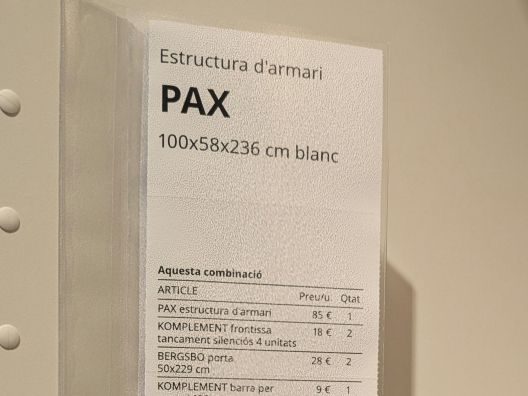 Estructura d'armari
PAX
100x58x236 cm blanc
Aquesta combinació
ARTICLE Preu/u. Qtat
PAX estructura d'armari 85 € 1
KOMPLEMENT frontissa 18 € 2
tancament silenciós 4 unitats
BERGSBO porta 28 € 2
50x229 cm
KOMPLEMENT barra per 9 € 1